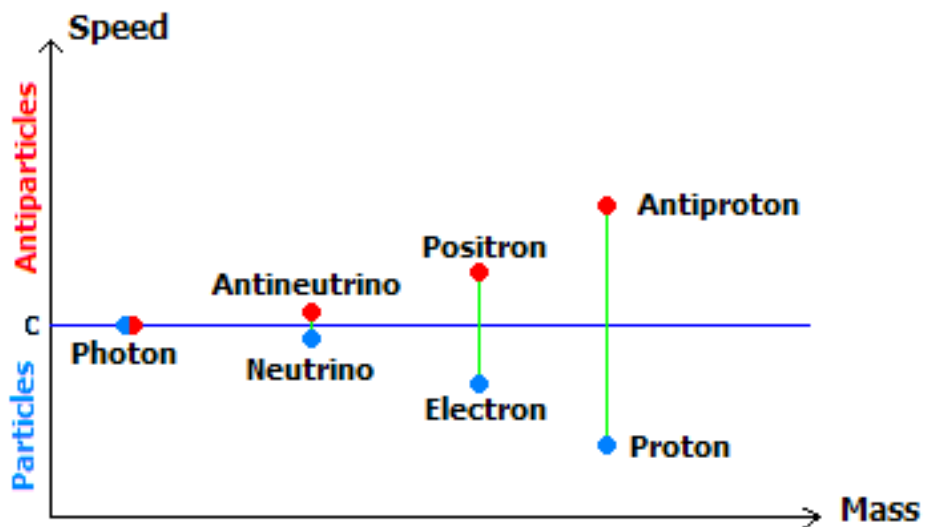 Speed
Antiparticles
Antiproton
Positron
Antineutrino
C
Photon
Neutrino
Electron
Particles
Proton
Mass